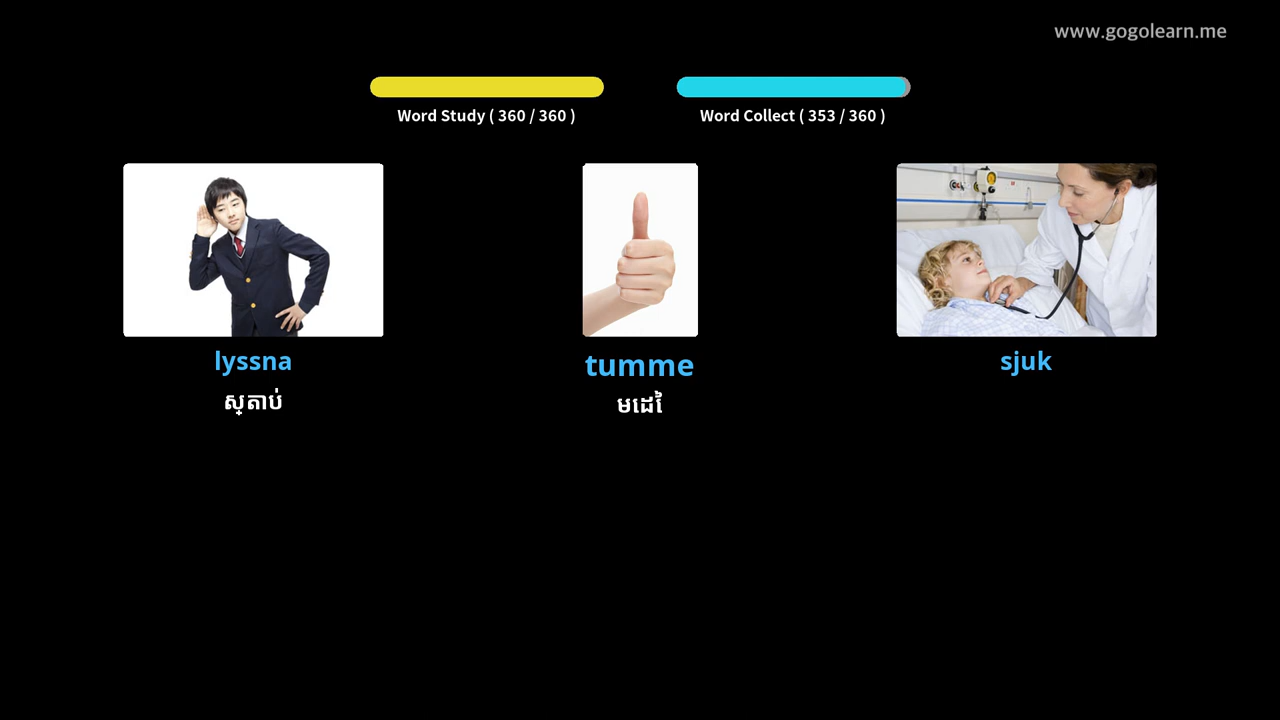 www.gogolearn.me
Word Study ( 360 / 360 )
Word Collect ( 353 / 360 )
lyssna
tumme
sjuk
ស្តាប់
មដៃ